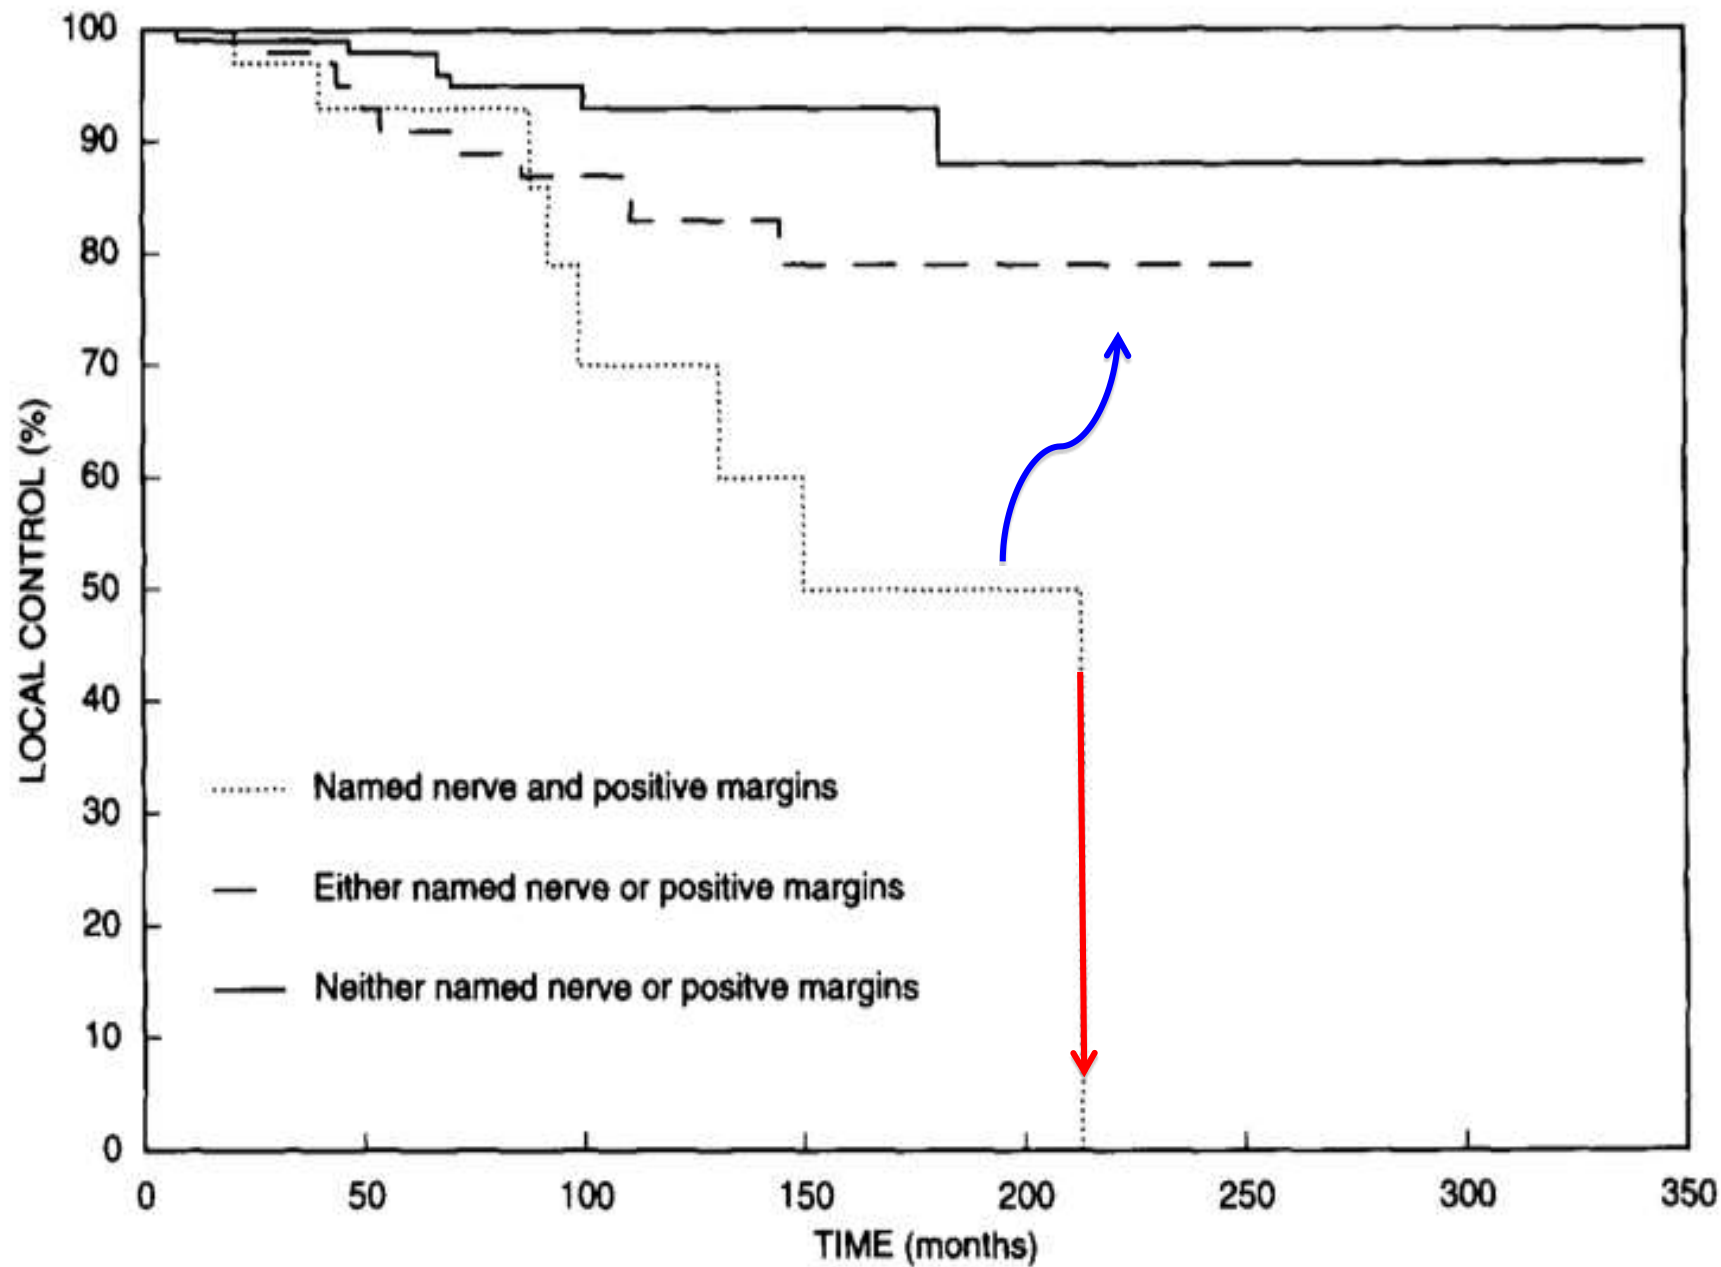 100
90
80
70
60
50
40
30
20
10
0
LOCAL CONTROL (%)
Named nerve and positive margins
Either named nerve or positive margins
Neither named nerve or positve margins
0 50 100 150 200 250 300 350
TIME (months)